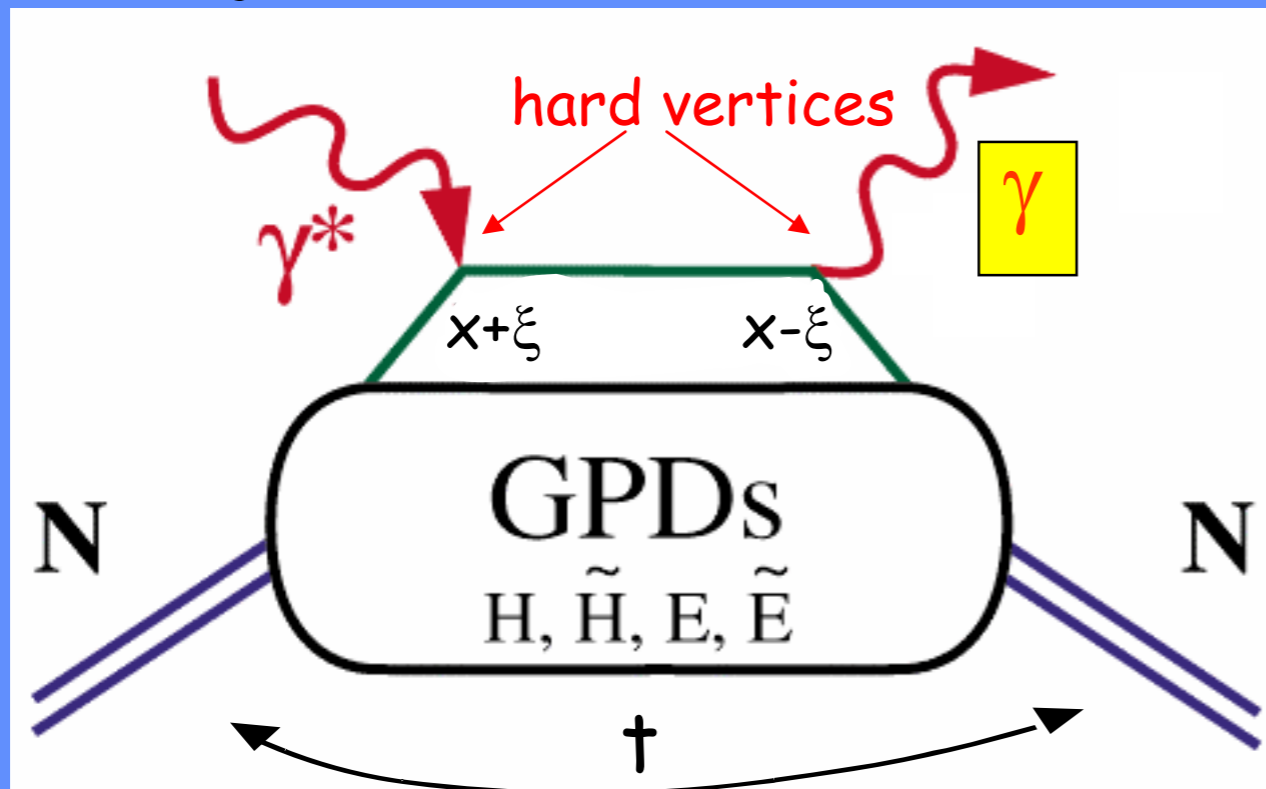 hard vertices
γ*
γ
x+ξ
x-ξ
GPDs
N
N
H, H̃, E, Ẽ
t